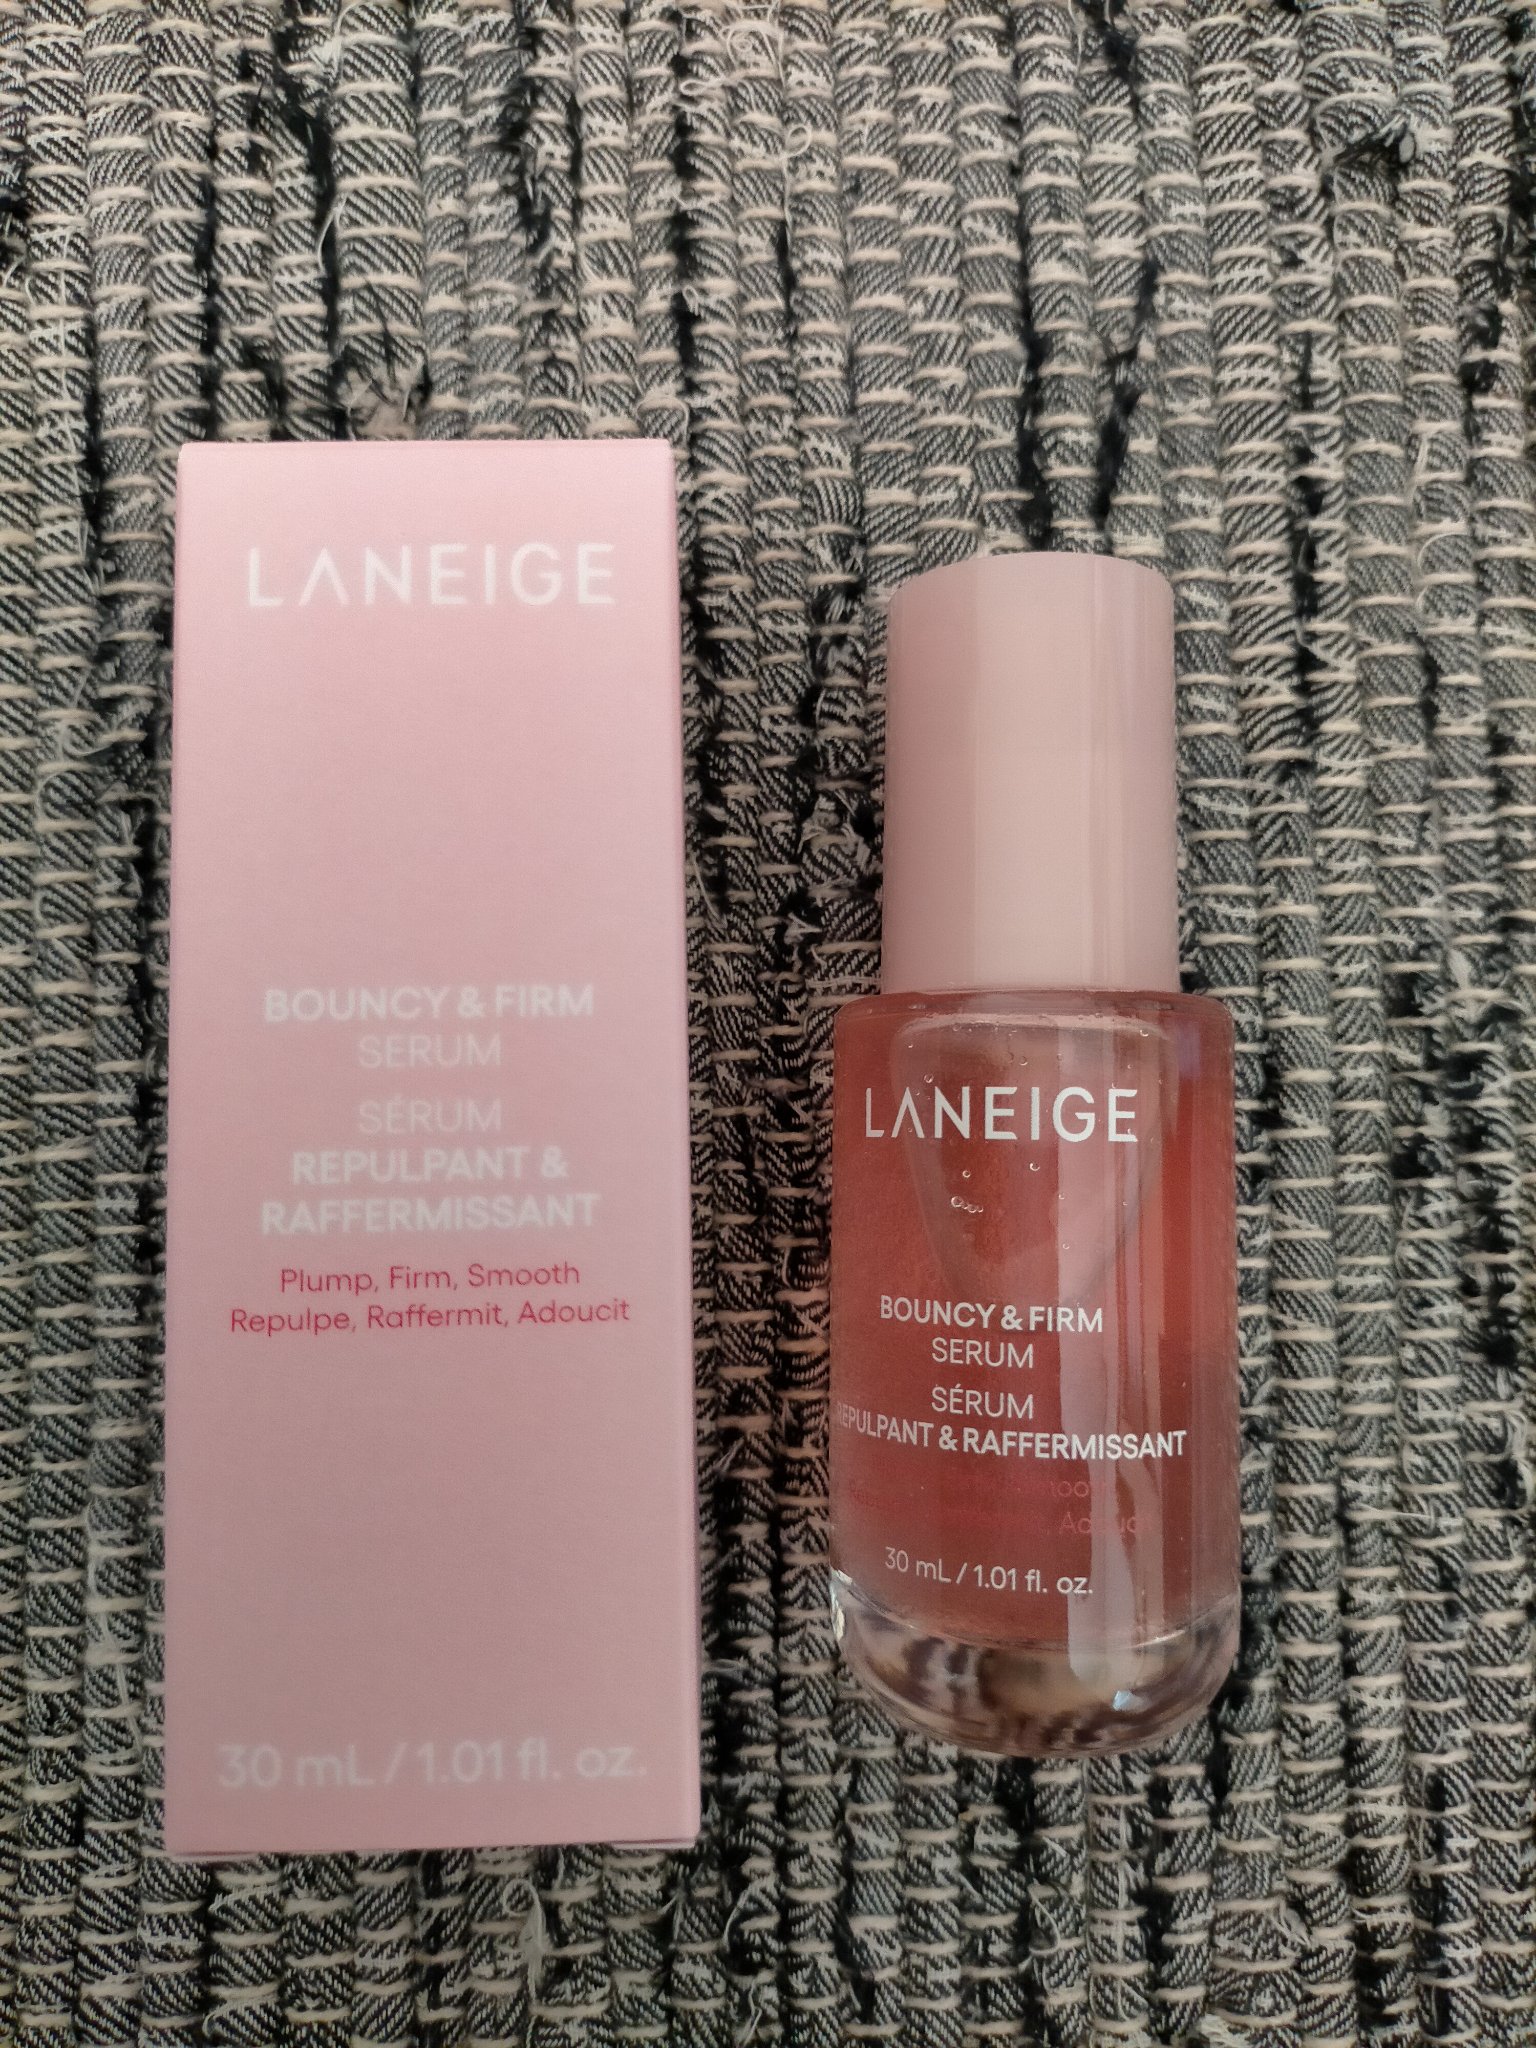 LANEIGE
BOUNCY & FIRM
SERUM
SÉRUM
REPULPANT &
RAFFERMISSANT
Plump, Firm, Smooth
Repulpe, Raffermit, Adoucit
30 mL / 1.01 fl. oz.
LANEIGE
BOUNCY & FIRM
SERUM
SÉRUM
REPULPANT & RAFFERMISSANT
30 mL / 1.01 fl. oz.